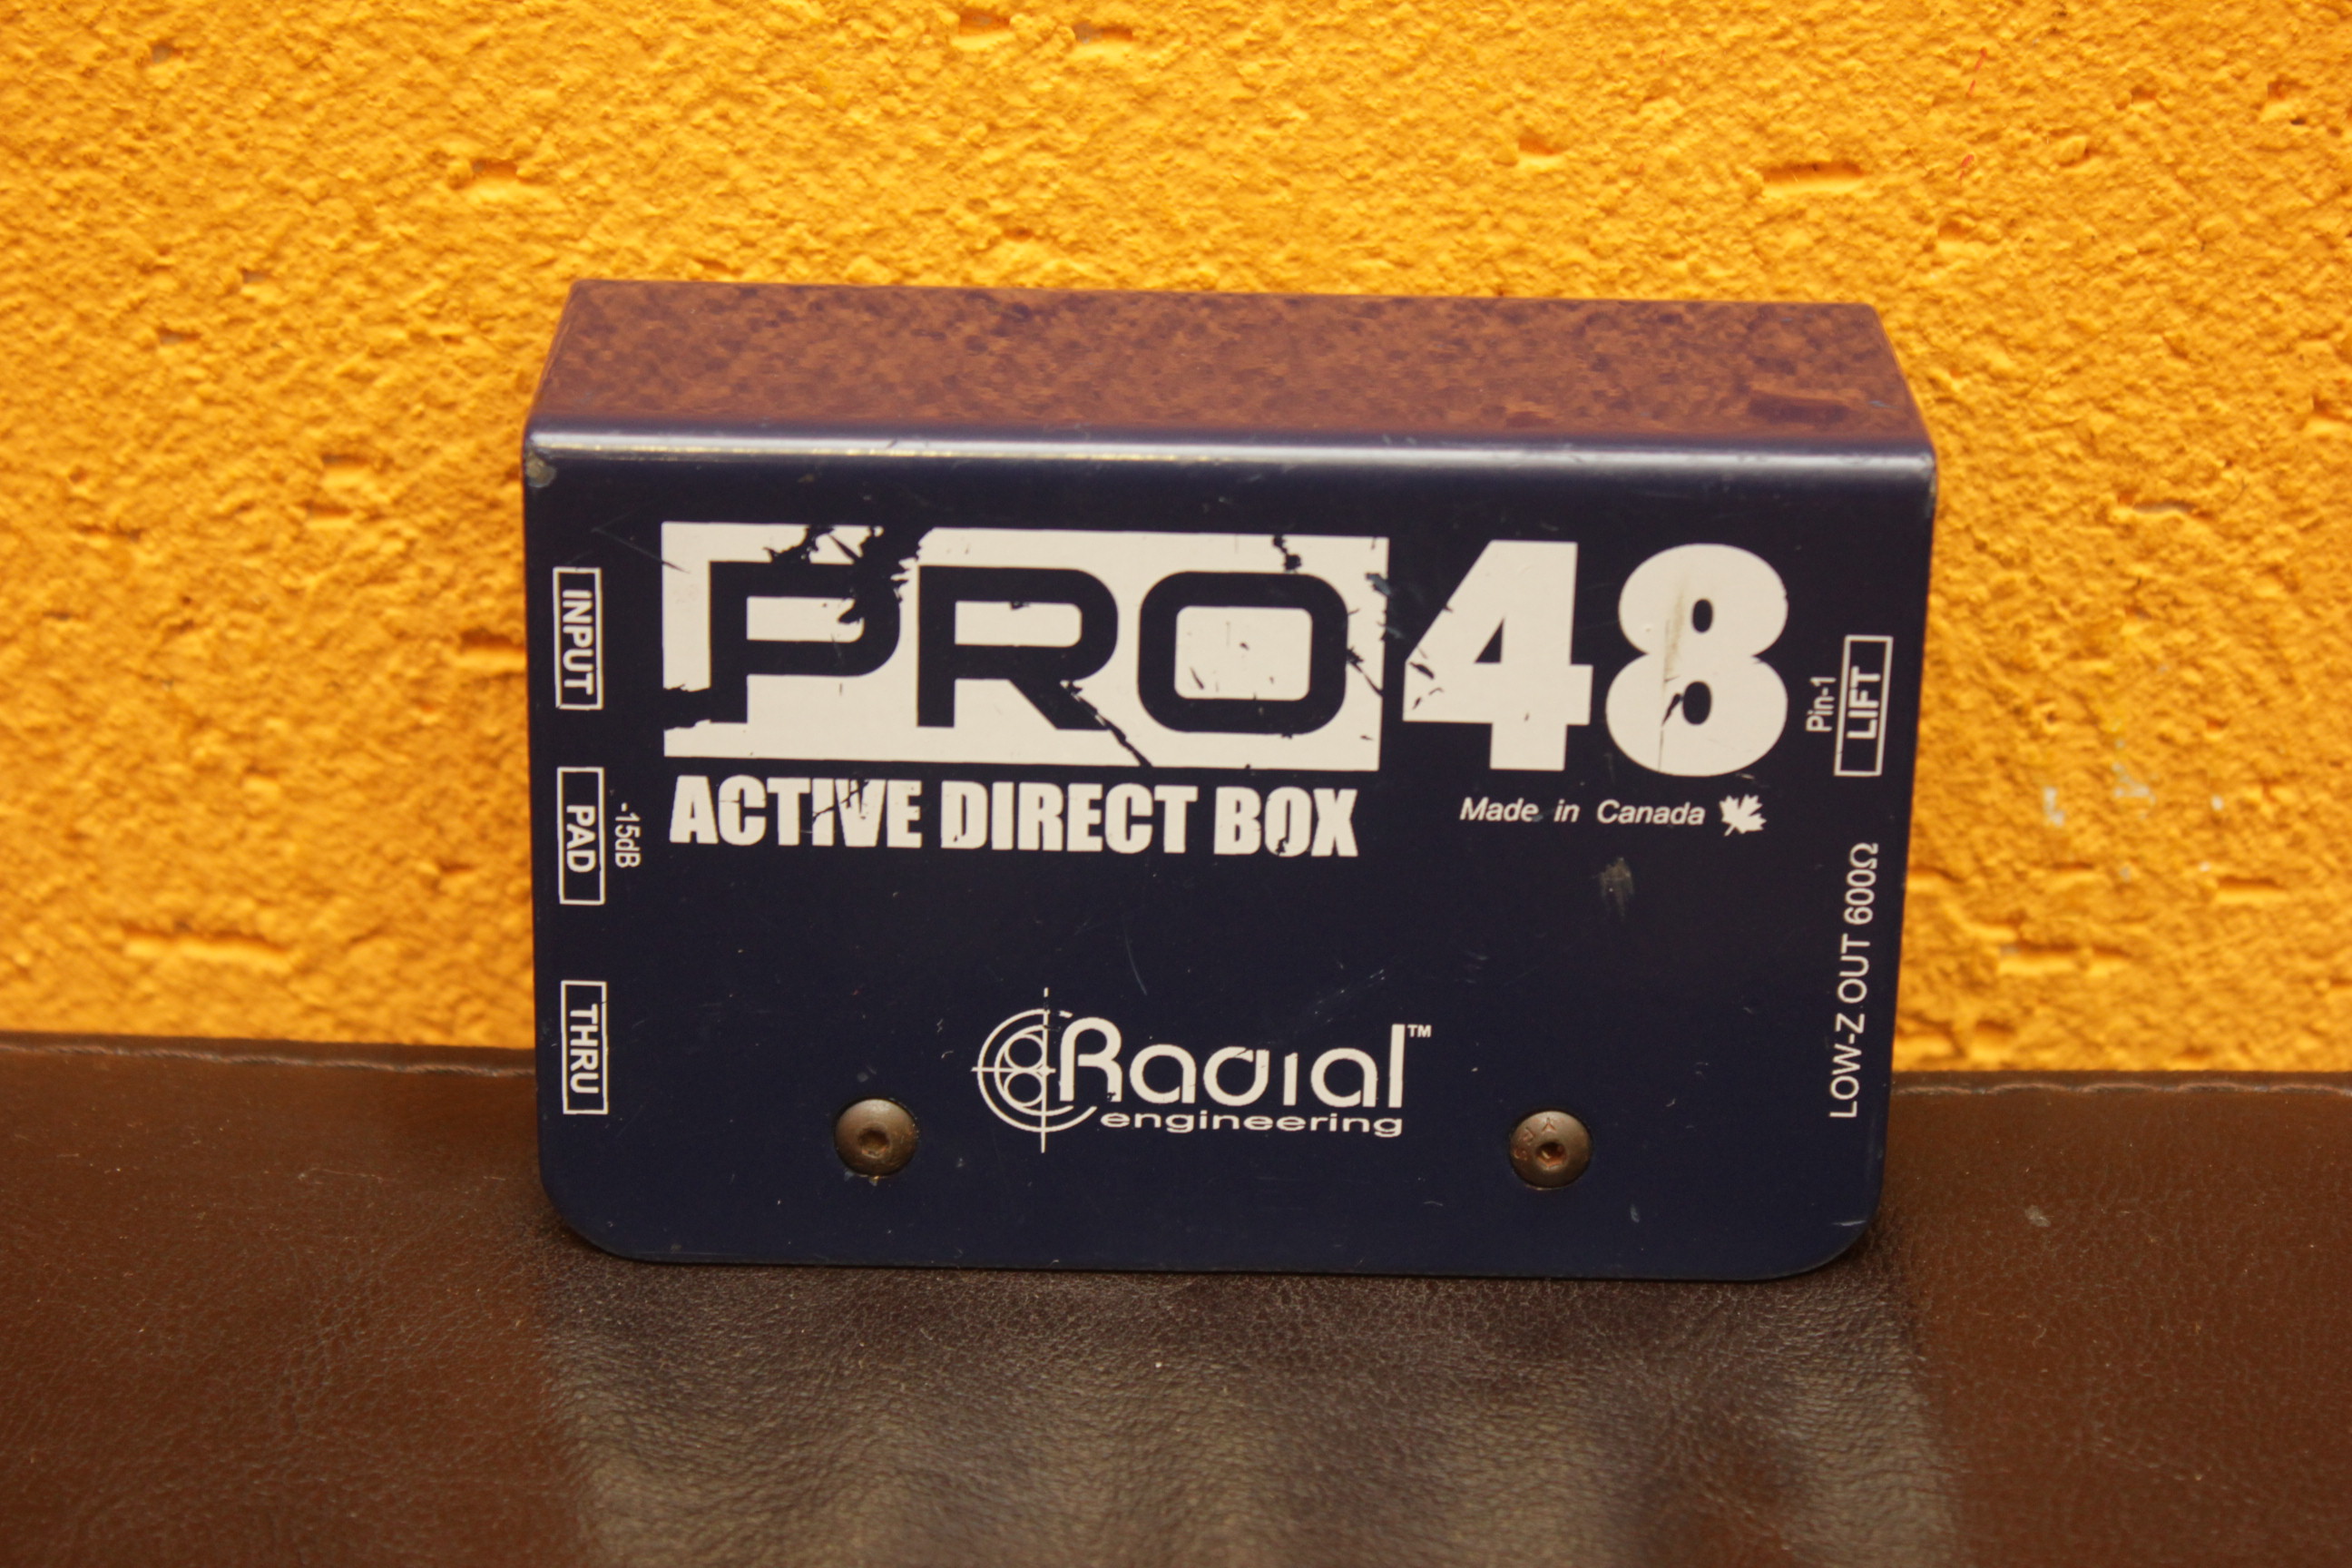 PRO48
ACTIVE DIRECT BOX
Made in Canada
INPUT
PAD
-15dB
THRU
Pin-1
LIFT
LOW-Z OUT 600Ω
Radial™
engineering